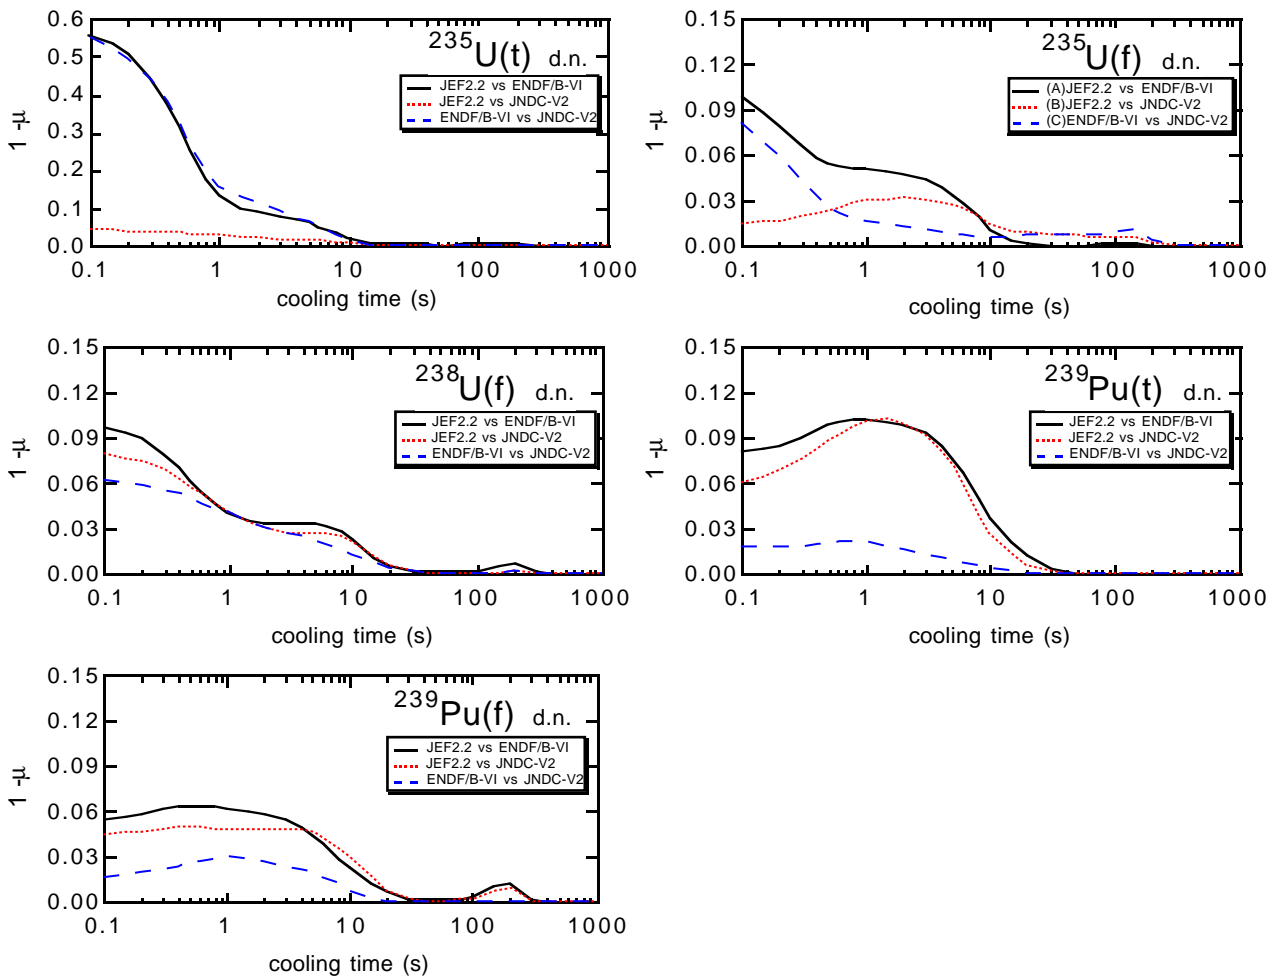 235U(t) d.n.
JEF2.2 vs ENDF/B-VI
JEF2.2 vs JNDC-V2
ENDF/B-VI vs JNDC-V2
1 -μ
0.6
0.5
0.4
0.3
0.2
0.1
0.0
0.1 1 10 100 1000
cooling time (s)
235U(f) d.n.
(A)JEF2.2 vs ENDF/B-VI
(B)JEF2.2 vs JNDC-V2
(C)ENDF/B-VI vs JNDC-V2
1 -μ
0.15
0.12
0.09
0.06
0.03
0.00
0.1 1 10 100 1000
cooling time (s)
238U(f) d.n.
JEF2.2 vs ENDF/B-VI
JEF2.2 vs JNDC-V2
ENDF/B-VI vs JNDC-V2
1 -μ
0.15
0.12
0.09
0.06
0.03
0.00
0.1 1 10 100 1000
cooling time (s)
239Pu(t) d.n.
JEF2.2 vs ENDF/B-VI
JEF2.2 vs JNDC-V2
ENDF/B-VI vs JNDC-V2
1 -μ
0.15
0.12
0.09
0.06
0.03
0.00
0.1 1 10 100 1000
cooling time (s)
239Pu(f) d.n.
JEF2.2 vs ENDF/B-VI
JEF2.2 vs JNDC-V2
ENDF/B-VI vs JNDC-V2
1 -μ
0.15
0.12
0.09
0.06
0.03
0.00
0.1 1 10 100 1000
cooling time (s)